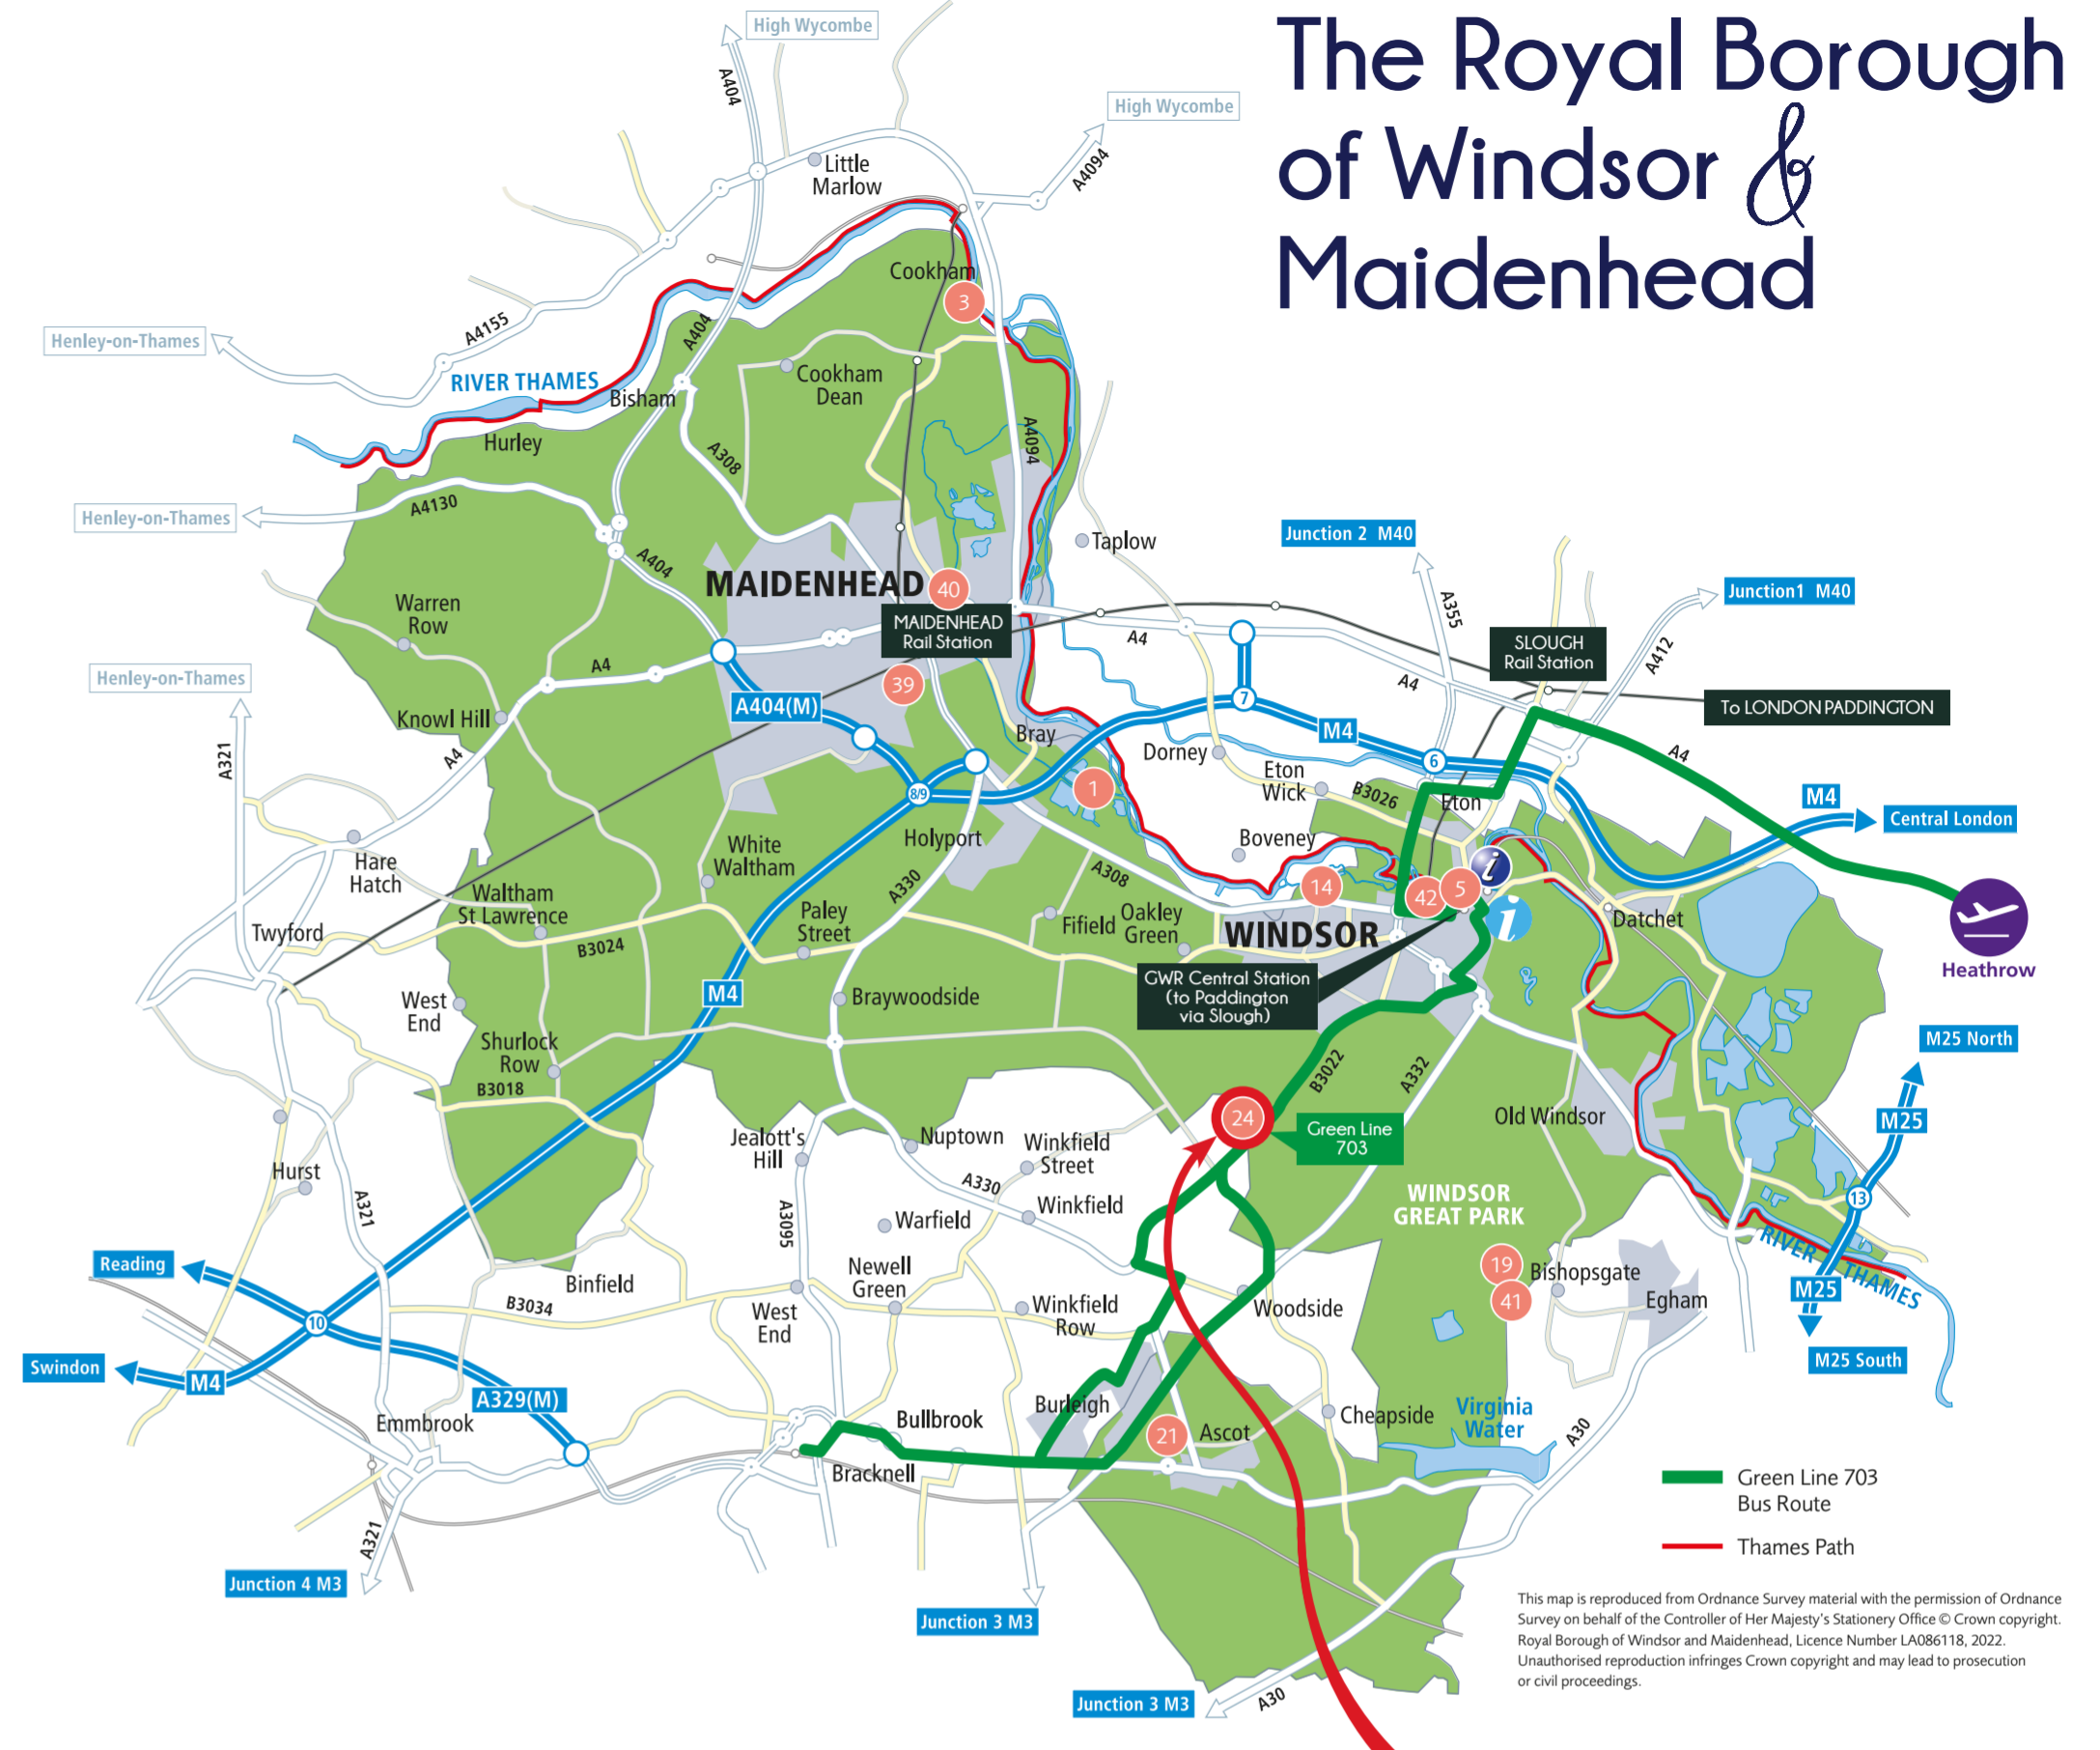 The Royal Borough
of Windsor &
Maidenhead
High Wycombe
A404
High Wycombe
A4094
Little
Marlow
Cookham
3
Henley-on-Thames
A4155
A404
RIVER THAMES
Bisham
Cookham
Dean
Hurley
A308
A4094
Henley-on-Thames
A4130
A404
Taplow
Junction 2 M40
A355
Junction1 M40
Warren
Row
MAIDENHEAD
40
MAIDENHEAD
Rail Station
A4
SLOUGH
Rail Station
A412
Henley-on-Thames
A4
39
A4
To LONDON PADDINGTON
A404(M)
7
Knowl Hill
M4
Bray
Dorney
A321
A4
6
A4
Eton
Wick
B3026
Eton
8/9
1
M4
Central London
Holyport
Boveney
Hare
Hatch
White
Waltham
A308
14
42
5
i
i
Waltham
St Lawrence
A330
Paley
Street
Fifield
Oakley
Green
WINDSOR
Datchet
Heathrow
Twyford
B3024
GWR Central Station
(to Paddington
via Slough)
West
End
M4
Braywoodside
M25 North
Shurlock
Row
B3018
B3022
A332
24
Green Line
703
Old Windsor
M25
Jealott's
Hill
Nuptown
Winkfield
Street
Hurst
A321
A330
Winkfield
WINDSOR
GREAT PARK
13
A3095
Warfield
RIVER THAMES
Reading
Newell
Green
19
Bishopsgate
M25
Binfield
B3034
West
End
Winkfield
Row
Woodside
41
Egham
10
M25 South
Swindon
M4
A329(M)
Emmbrook
Bullbrook
Burleigh
21
Ascot
Cheapside
Virginia
Water
A30
Bracknell
Green Line 703
Bus Route
A321
Thames Path
Junction 4 M3
Junction 3 M3
Junction 3 M3
A30
This map is reproduced from Ordnance Survey material with the permission of Ordnance
Survey on behalf of the Controller of Her Majesty's Stationery Office © Crown copyright.
Royal Borough of Windsor and Maidenhead, Licence Number LA086118, 2022.
Unauthorised reproduction infringes Crown copyright and may lead to prosecution
or civil proceedings.